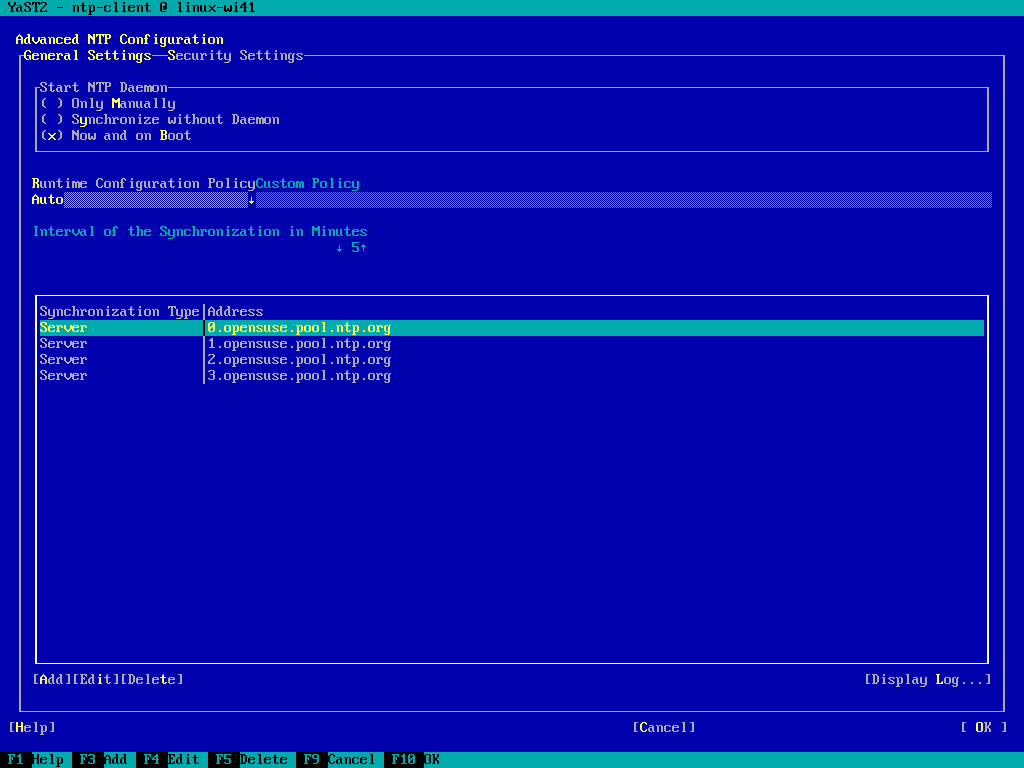 YaST2 - ntp-client @ linux-wi41
Advanced NTP Configuration
General Settings Security Settings
Start NTP Daemon
( ) Only Manually
( ) Synchronize without Daemon
(x) Now and on Boot
Runtime Configuration Policy Custom Policy
Auto ↓
Interval of the Synchronization in Minutes
↓ 5↑
Synchronization Type|Address
Server |0.opensuse.pool.ntp.org
Server |1.opensuse.pool.ntp.org
Server |2.opensuse.pool.ntp.org
Server |3.opensuse.pool.ntp.org
[Add][Edit][Delete] [Display Log...]
[Help] [Cancel] [ OK ]
F1 Help F3 Add F4 Edit F5 Delete F9 Cancel F10 OK